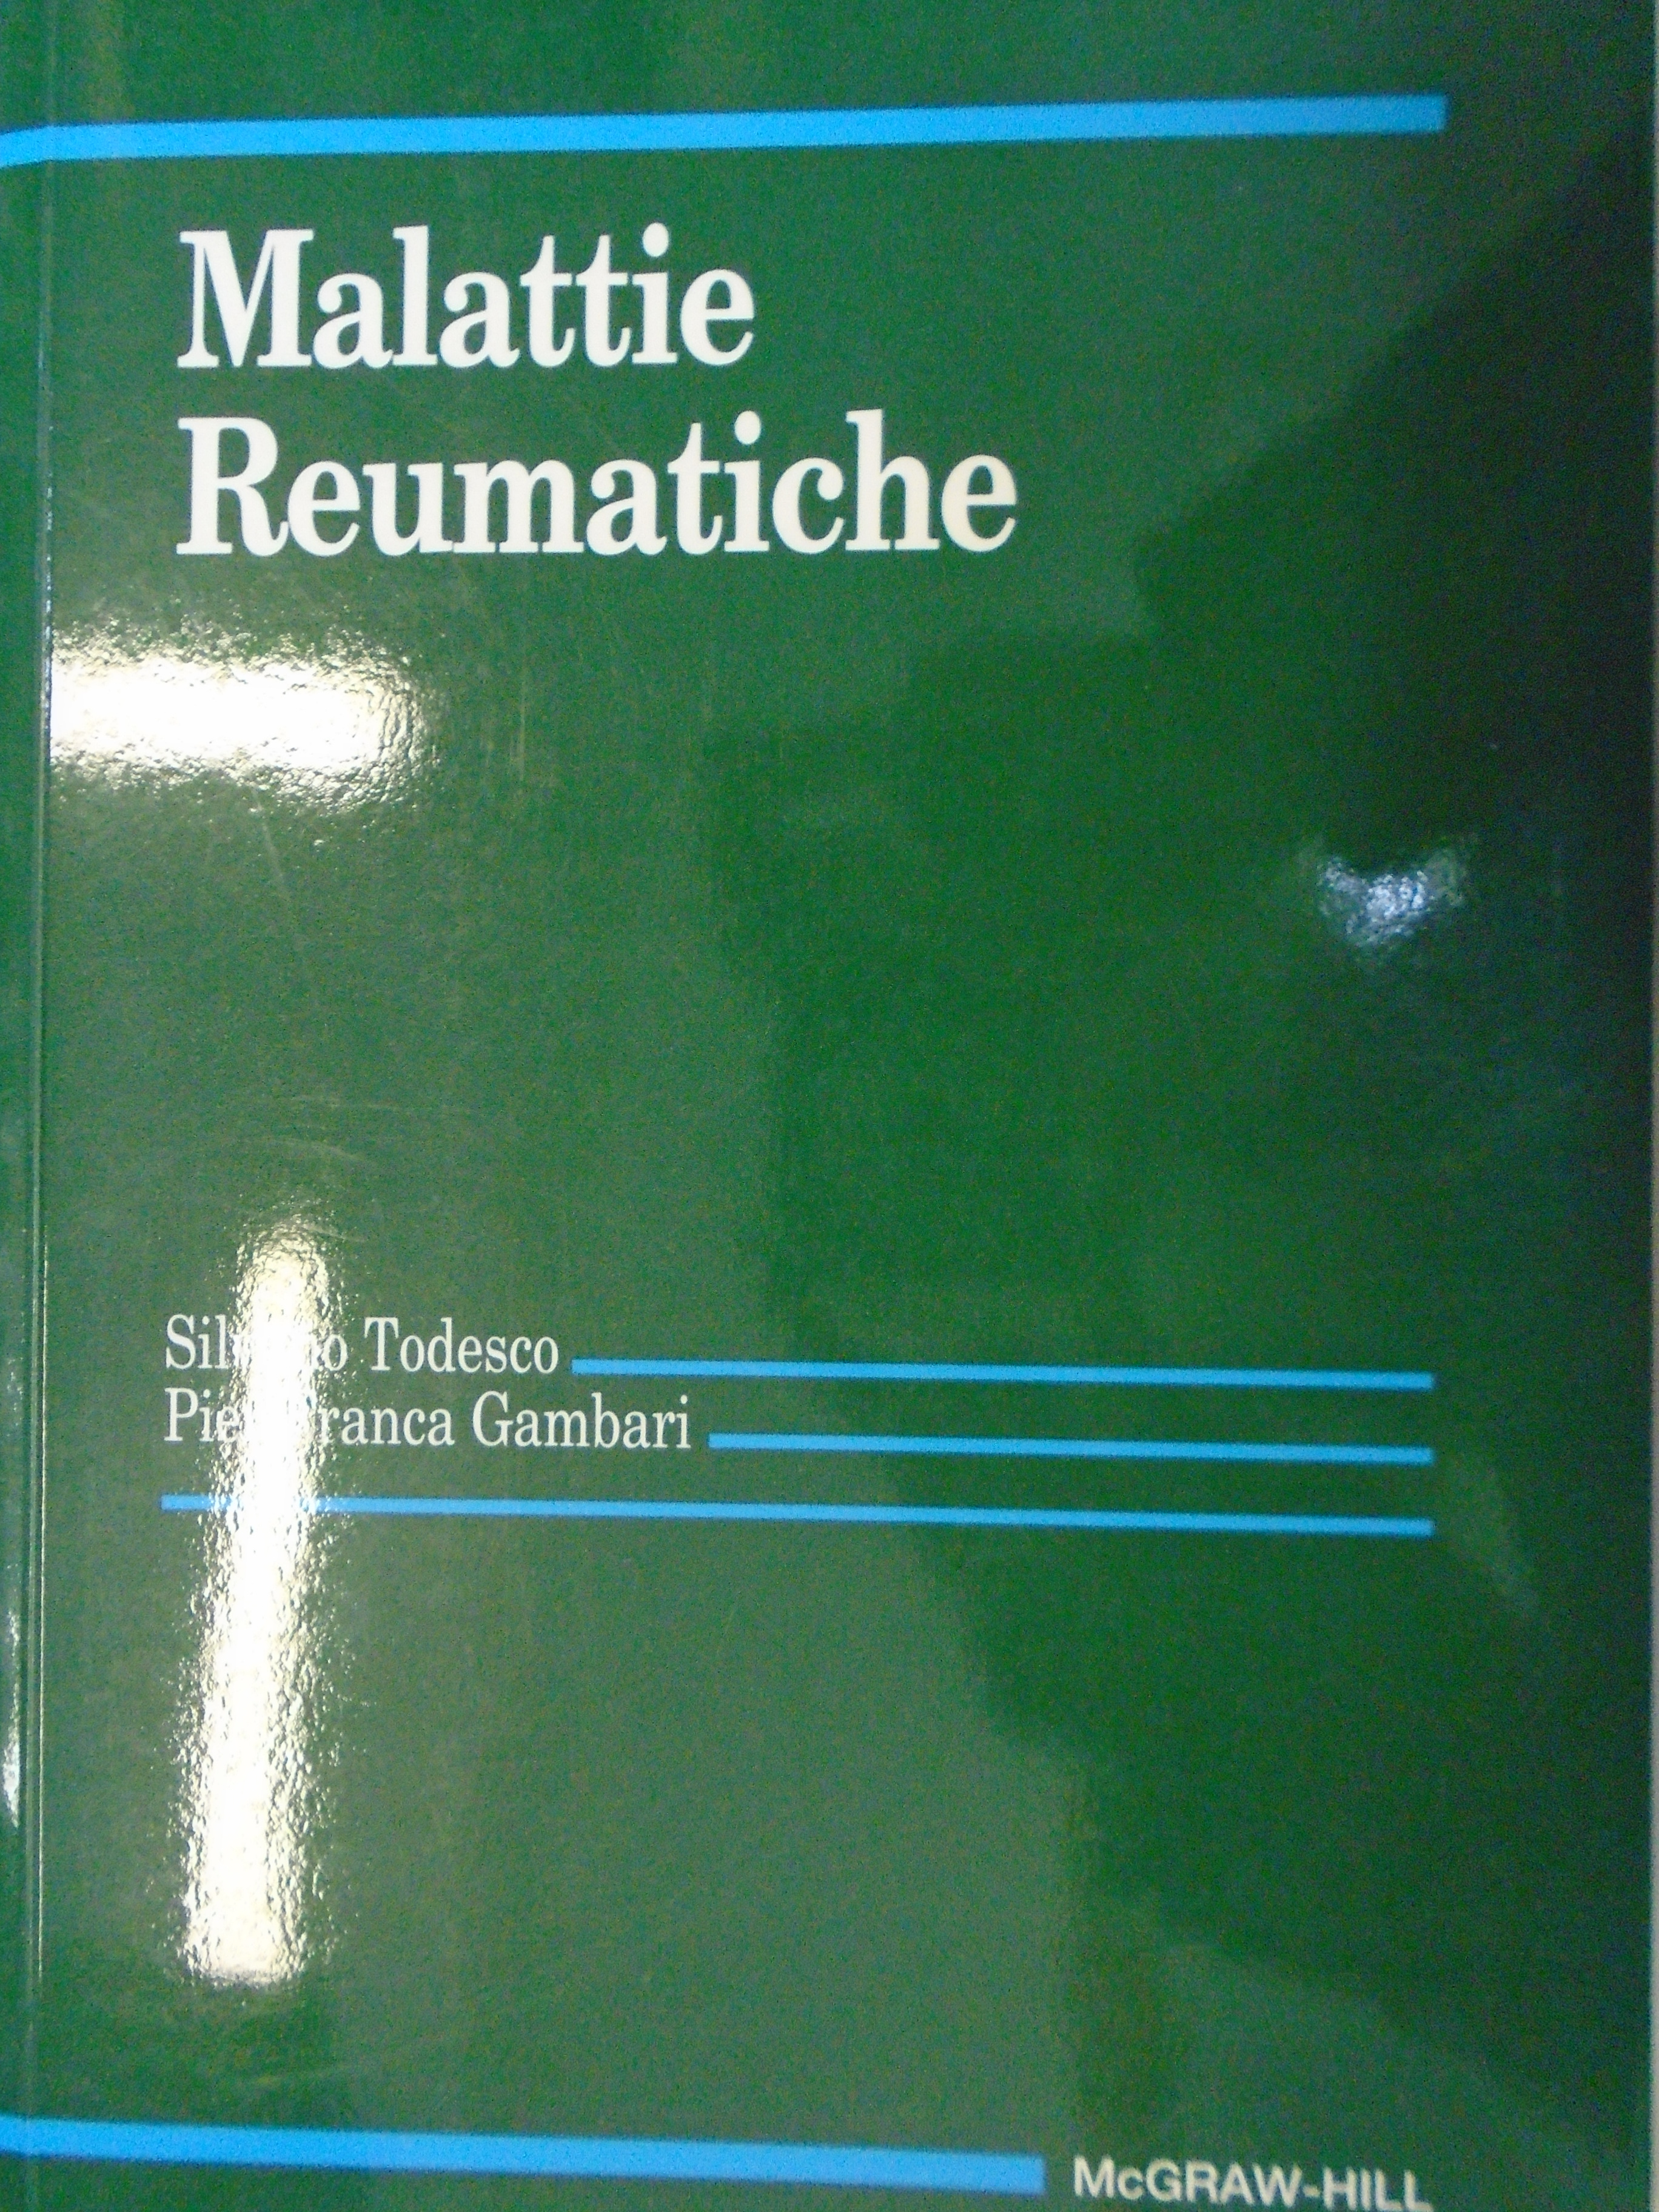 Malattie
Reumatiche
Todesco
Gambari
McGRAW-HILL